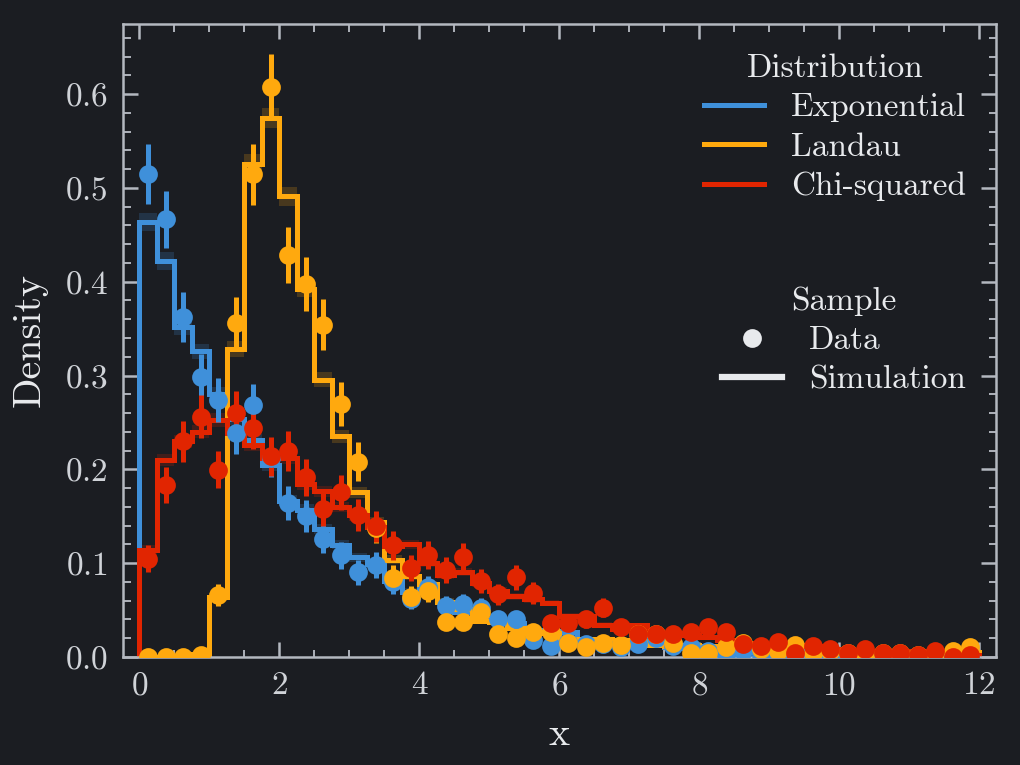 Distribution
Exponential
Landau
Chi-squared
Sample
Data
Simulation
Density
0.6
0.5
0.4
0.3
0.2
0.1
0.0
0 2 4 6 8 10 12
x